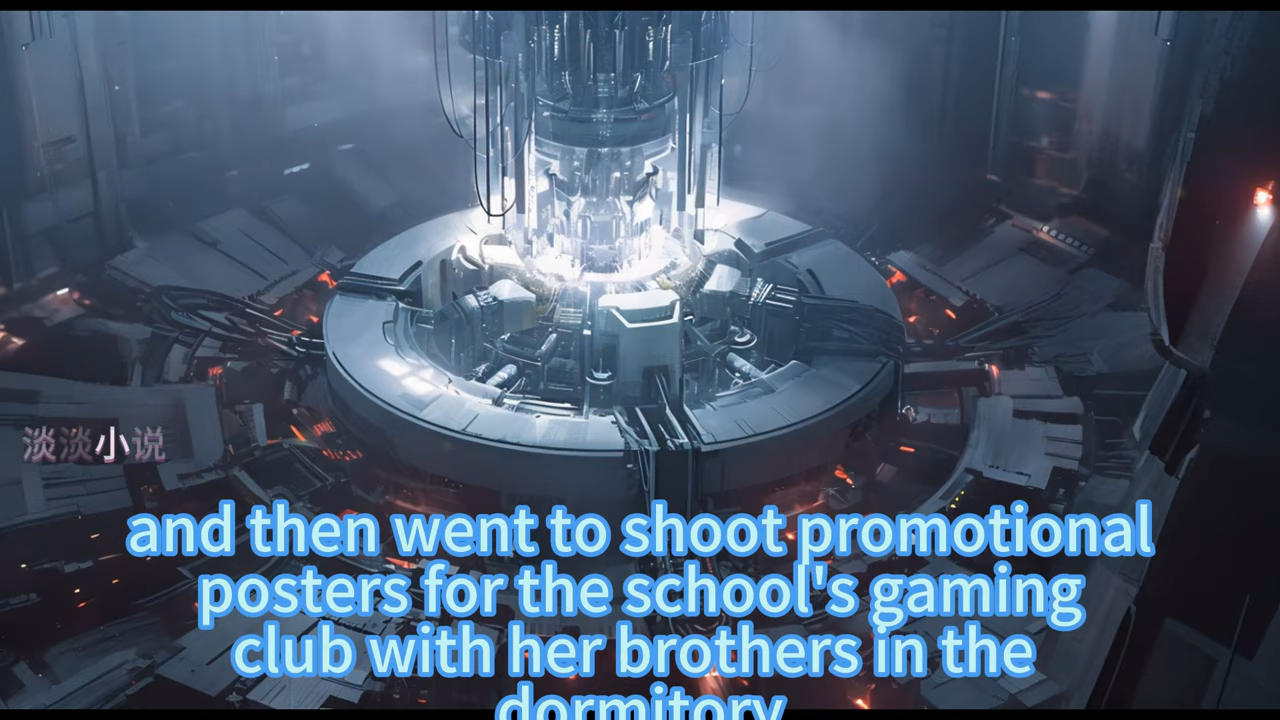 淡淡小说
and then went to shoot promotional
posters for the school's gaming
club with her brothers in the
dormitory